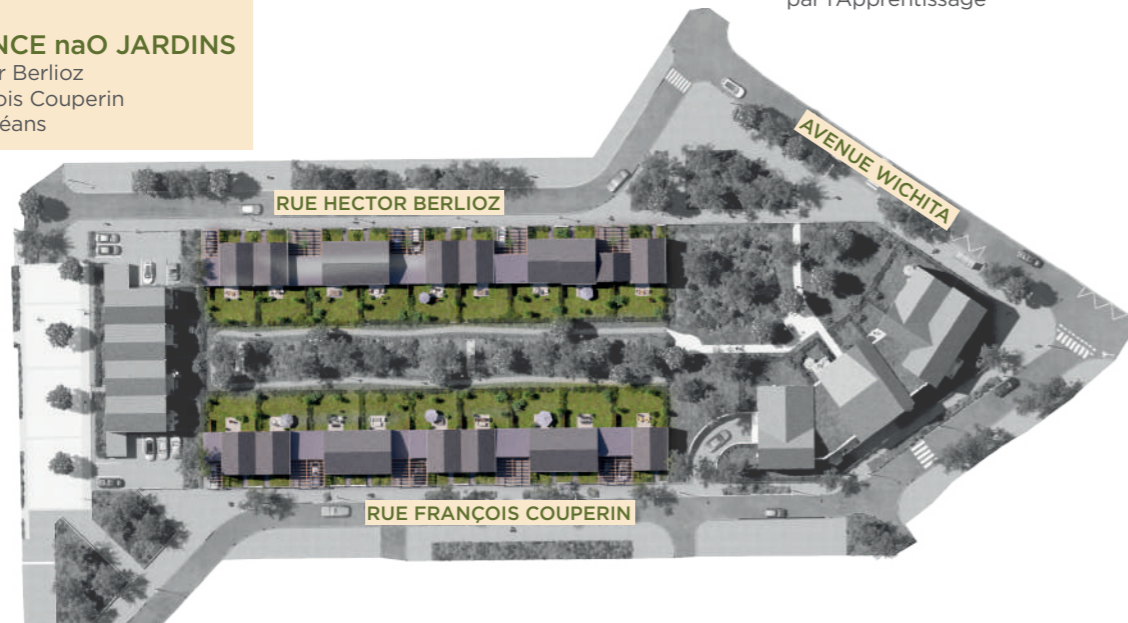 par l'Apprentissage
NCE naO JARDINS
r Berlioz
ois Couperin
éans
AVENUE WICHITA
RUE HECTOR BERLIOZ
RUE FRANÇOIS COUPERIN